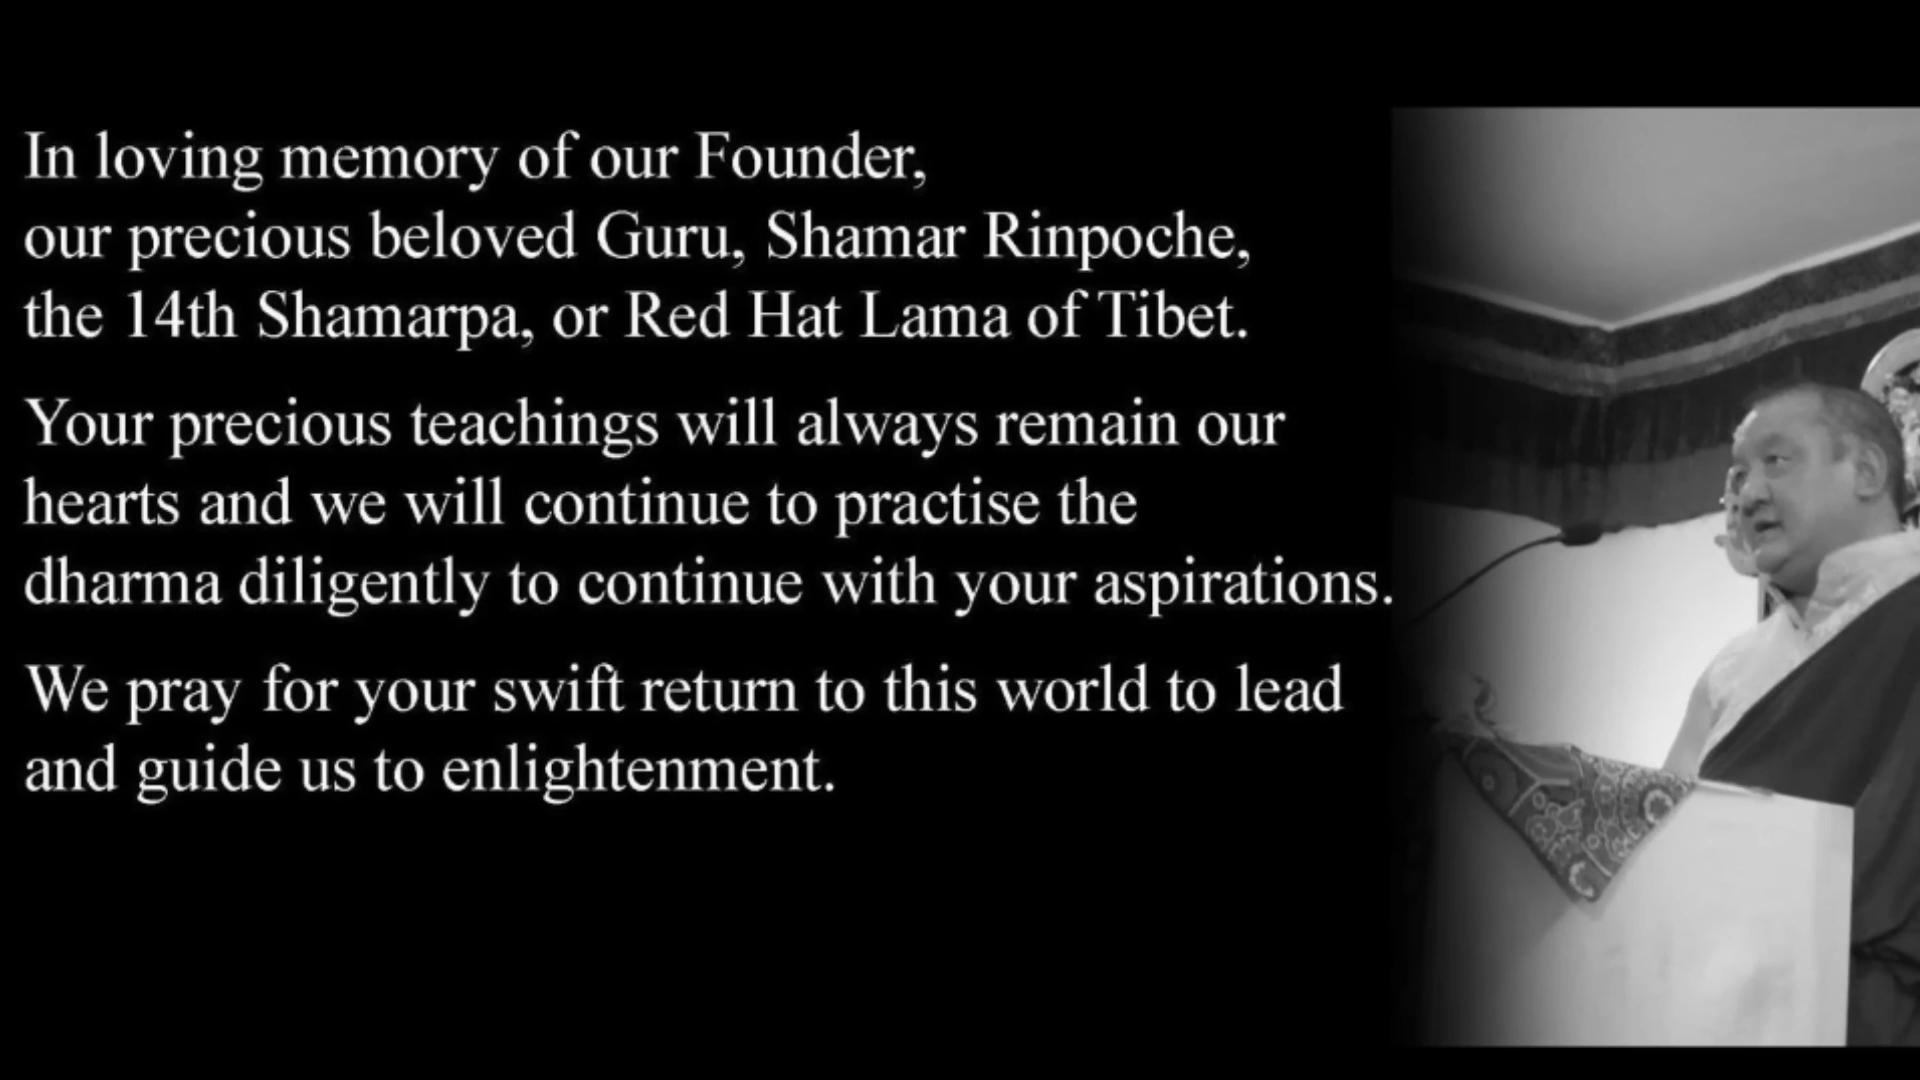 In loving memory of our Founder,
our precious beloved Guru, Shamar Rinpoche,
the 14th Shamarpa, or Red Hat Lama of Tibet.
Your precious teachings will always remain our
hearts and we will continue to practise the
dharma diligently to continue with your aspirations.
We pray for your swift return to this world to lead
and guide us to enlightenment.